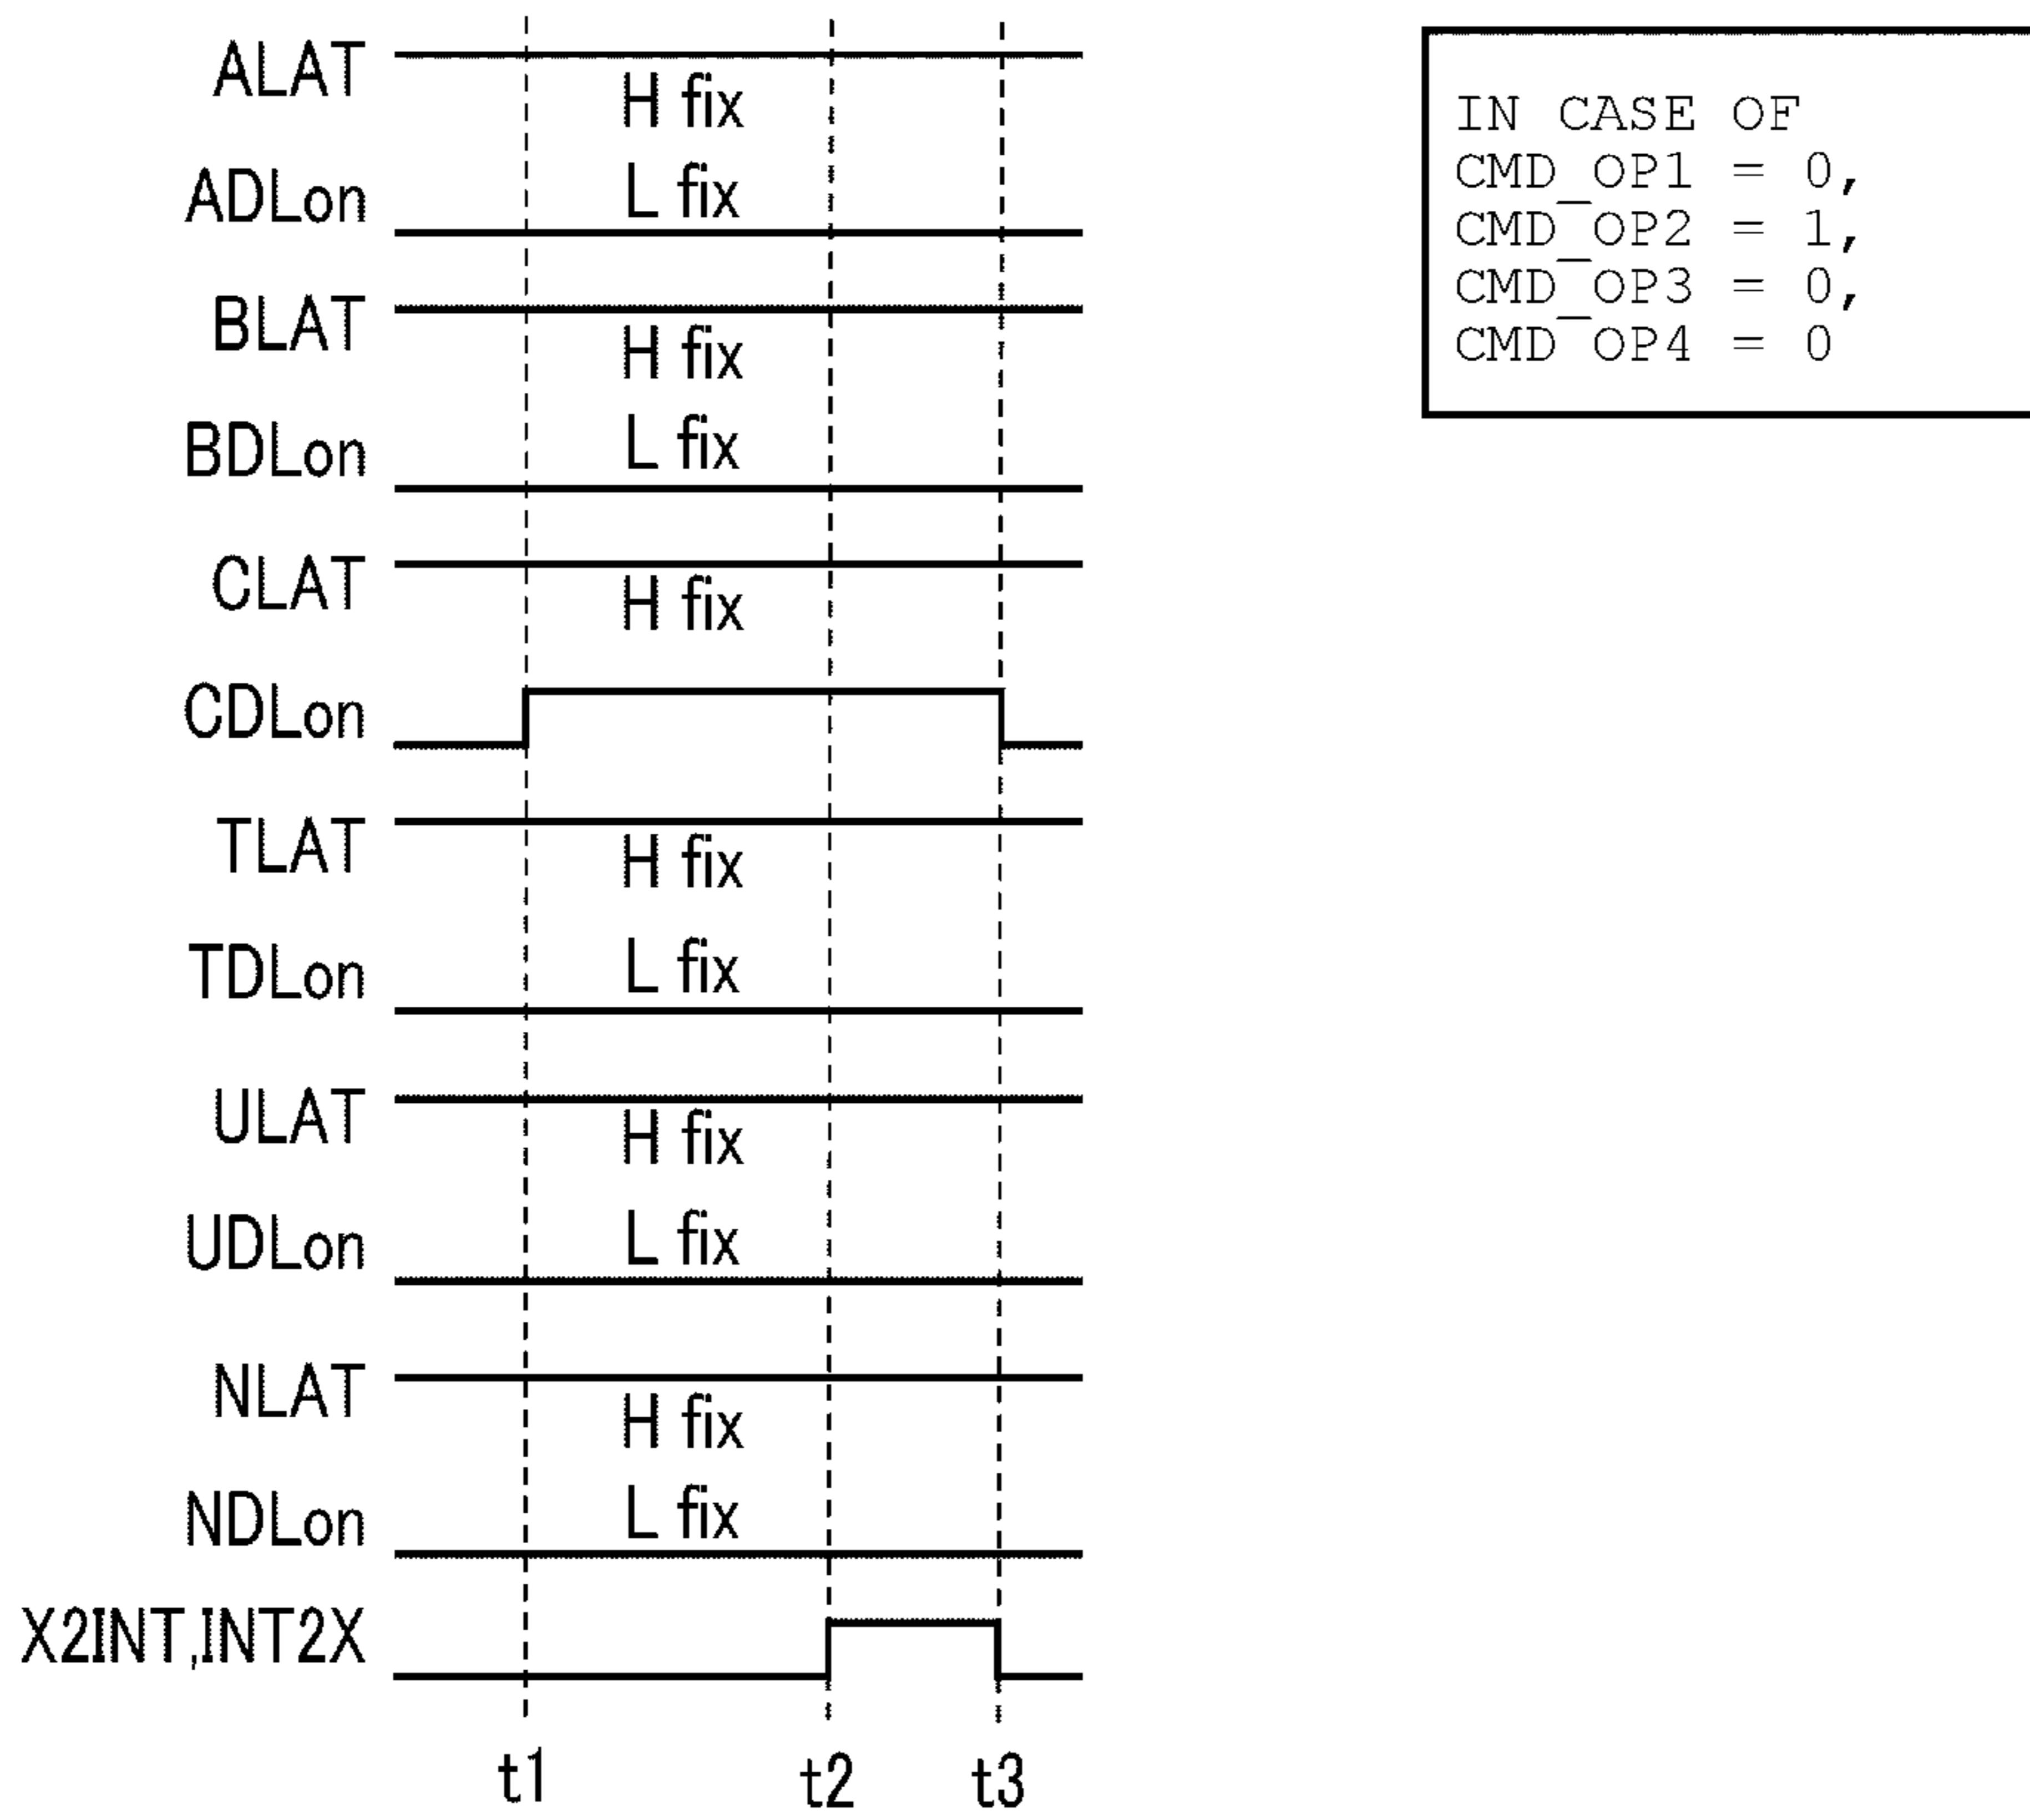 ALAT
H fix
ADLon
L fix
BLAT
H fix
BDLon
L fix
CLAT
H fix
CDLon
TLAT
H fix
TDLon
L fix
ULAT
H fix
UDLon
L fix
NLAT
H fix
NDLon
L fix
X2INT,INT2X
t1
t2
t3
IN CASE OF
CMD_OP1 = 0,
CMD_OP2 = 1,
CMD_OP3 = 0,
CMD_OP4 = 0